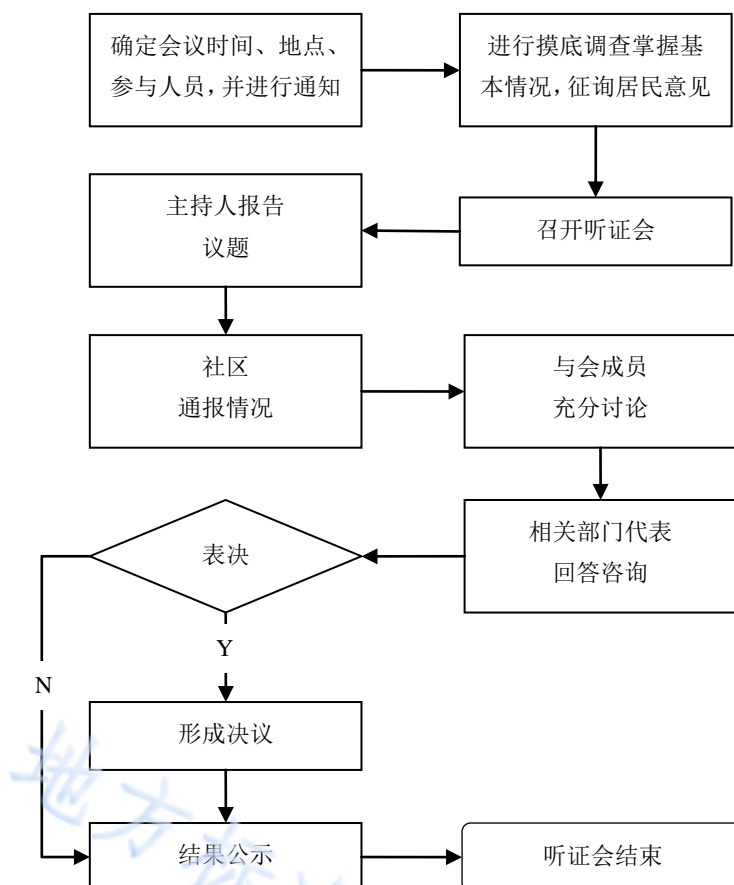 确定会议时间、地点、
参与人员,并进行通知
进行摸底调查掌握基
本情况,征询居民意见
召开听证会
主持人报告
议题
社区
通报情况
与会成员
充分讨论
相关部门代表
回答咨询
表决
Y
N
形成决议
结果公示
听证会结束
地方标